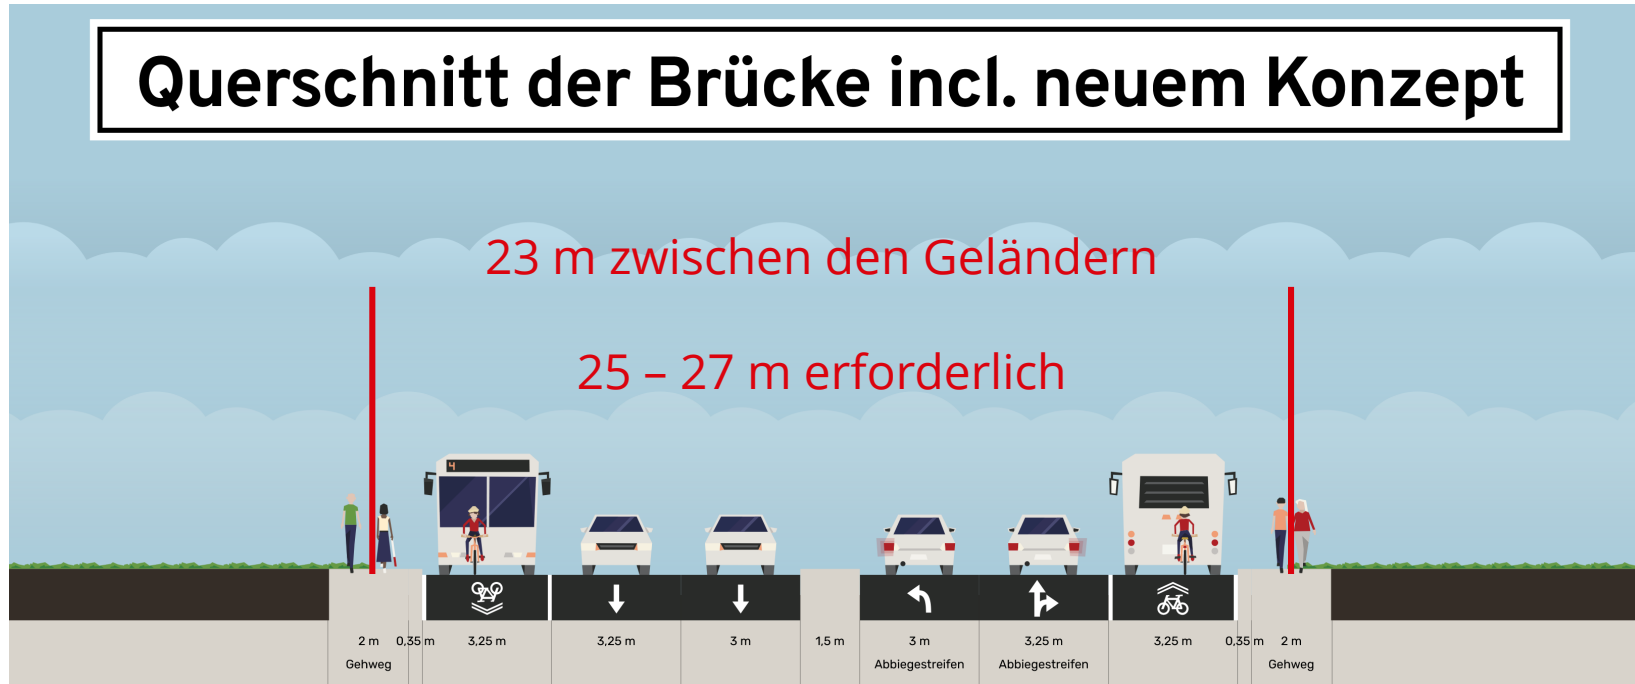 Querschnitt der Brücke incl. neuem Konzept
23 m zwischen den Geländern
25 – 27 m erforderlich
4
2 m 0,35 m 3,25 m 3,25 m 3 m 1,5 m 3 m 3,25 m 3,25 m 0,35 m 2 m
Gehweg Abbiegestreifen Abbiegestreifen Gehweg